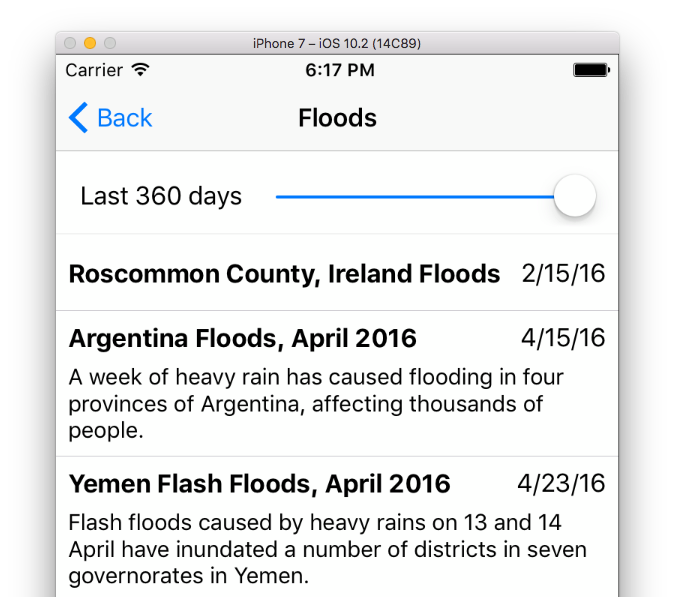 iPhone 7 – iOS 10.2 (14C89)
Carrier 6:17 PM
Back Floods
Last 360 days
Roscommon County, Ireland Floods 2/15/16
Argentina Floods, April 2016 4/15/16
A week of heavy rain has caused flooding in four
provinces of Argentina, affecting thousands of
people.
Yemen Flash Floods, April 2016 4/23/16
Flash floods caused by heavy rains on 13 and 14
April have inundated a number of districts in seven
governorates in Yemen.